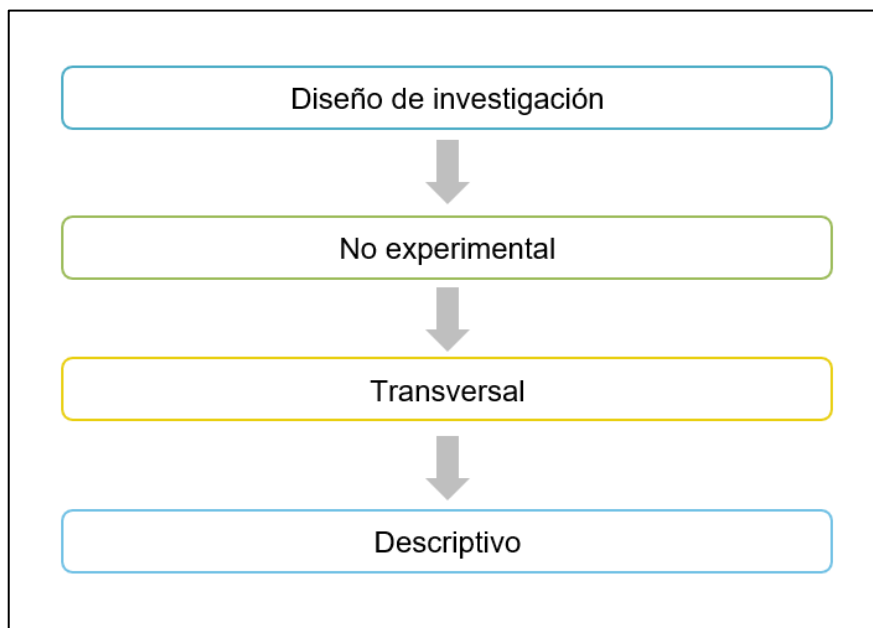 Diseño de investigación
No experimental
Transversal
Descriptivo